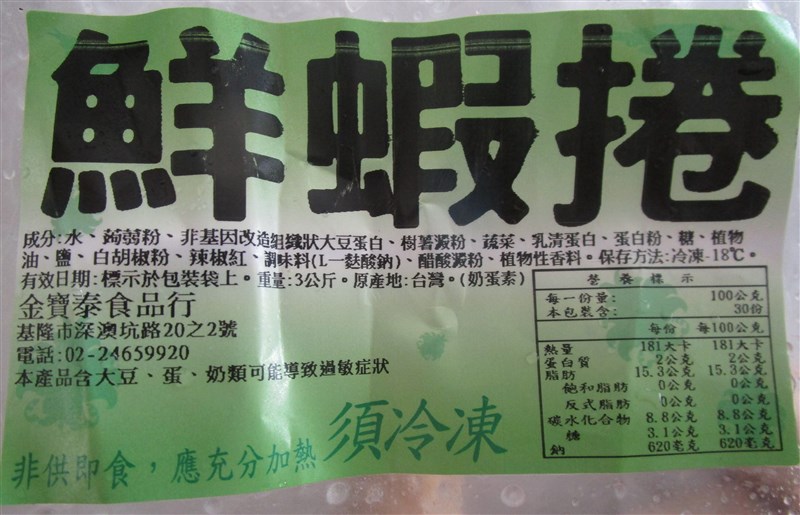 鮮蝦捲
成分:水、蒟蒻粉、非基因改造組織狀大豆蛋白、樹薯澱粉、蔬菜、乳清蛋白、蛋白粉、糖、植物
油、鹽、白胡椒粉、辣椒紅、調味料(L一麩酸鈉)、醋酸澱粉、植物性香料。保存方法:冷凍-18℃。
有效日期:標示於包裝袋上。重量:3公斤。原產地:台灣。(奶蛋素)
金寶泰食品行
基隆市深澳坑路20之2號
電話:02-24659920
本產品含大豆、蛋、奶類可能導致過敏症狀
非供即食，應充分加熱 須冷凍
營養標示
每一份量: 100公克
本包裝含: 30份
每份 每100公克
熱量 181大卡 181大卡
蛋白質 2公克 2公克
脂肪 15.3公克 15.3公克
飽和脂肪 0公克 0公克
反式脂肪 0公克 0公克
碳水化合物 8.8公克 8.8公克
糖 3.1公克 3.1公克
鈉 620毫克 620毫克